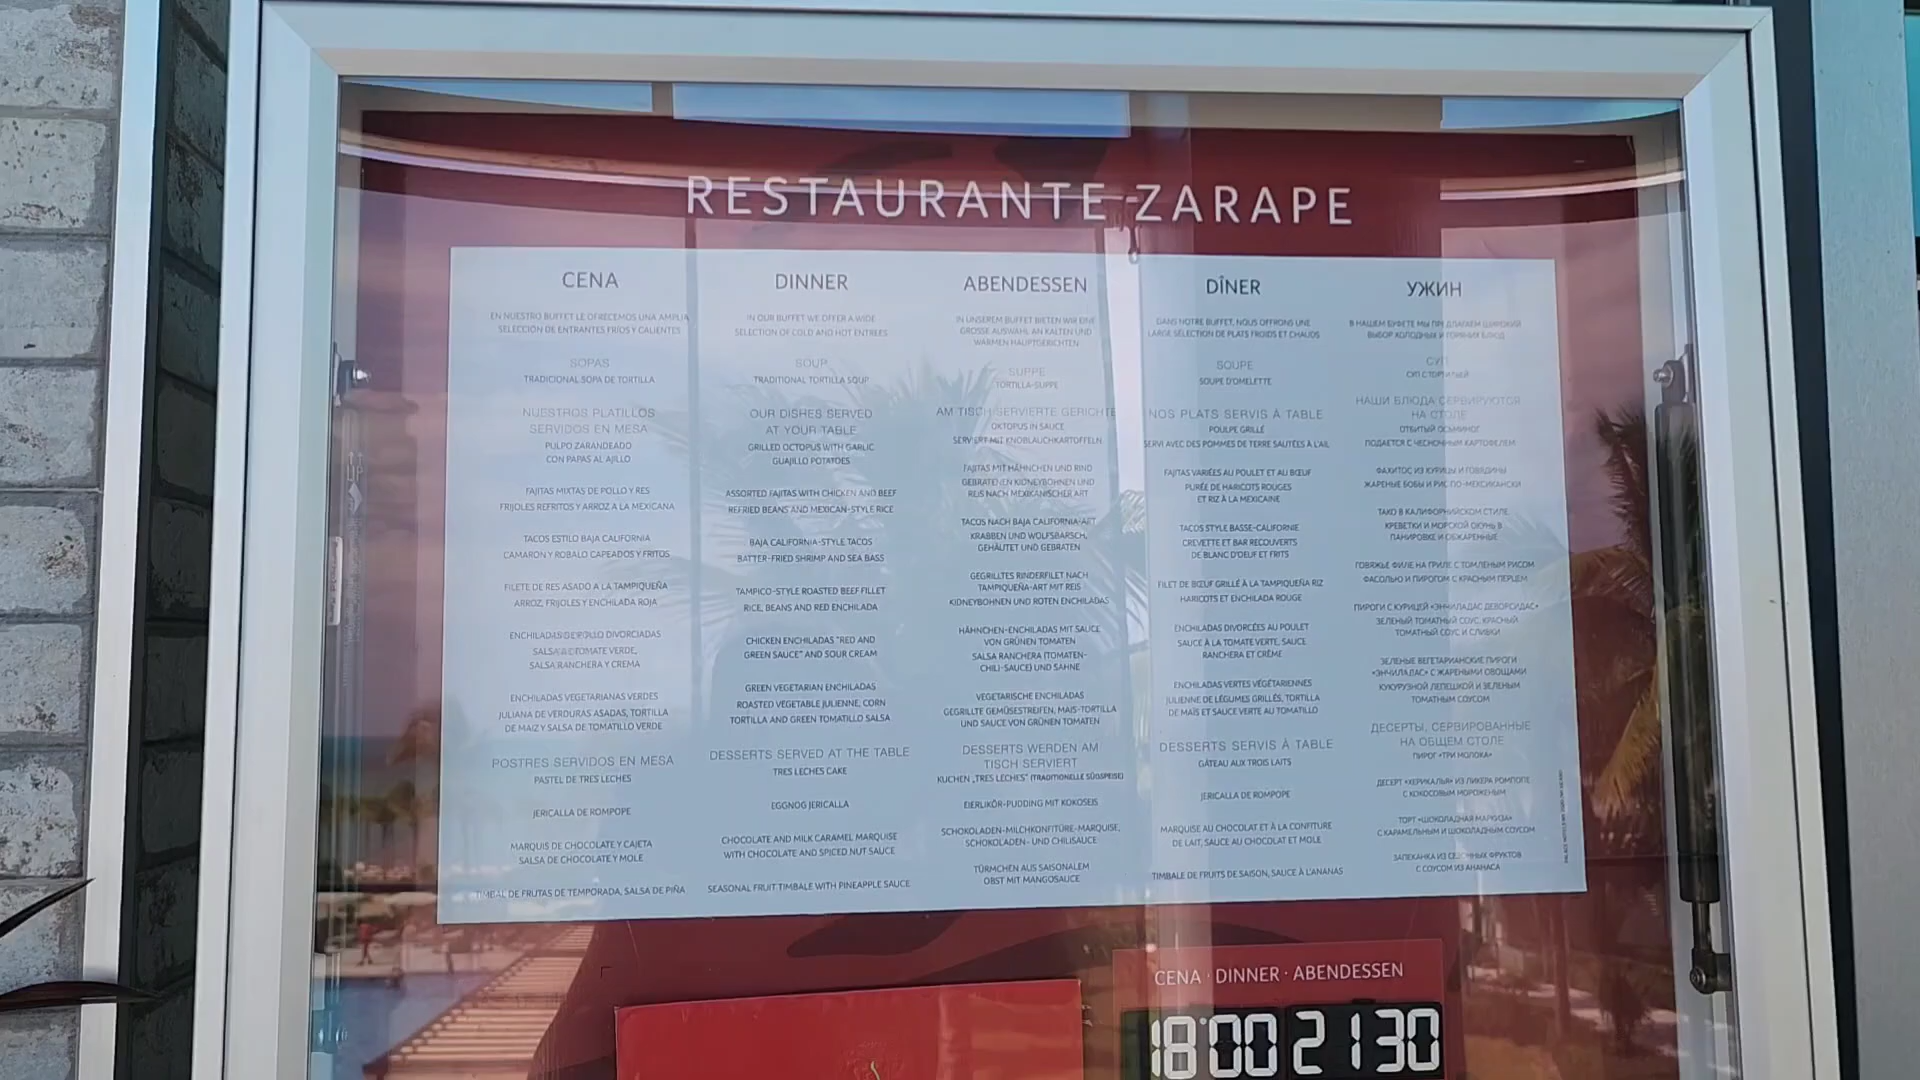 RESTAURANTE ZARAPE
CENA
EN NUESTRO BUFFET LE OFRECEMOS UNA AMPLIA
SELECCIÓN DE ENTRANTES FRÍOS Y CALIENTES
SOPAS
TRADICIONAL SOPA DE TORTILLA
NUESTROS PLATILLOS
SERVIDOS EN MESA
PULPO ZARANDEADO
CON PAPAS AL AJILLO
FAJITAS MIXTAS DE POLLO Y RES
FRIJOLES REFRITOS Y ARROZ A LA MEXICANA
TACOS ESTILO BAJA CALIFORNIA
CAMARON Y ROBALO CAPEADOS Y FRITOS
FILETE DE RES ASADO A LA TAMPIQUEÑA
ARROZ, FRIJOLES Y ENCHILADA ROJA
ENCHILADAS DE POLLO DIVORCIADAS
SALSA DE TOMATE VERDE,
SALSA RANCHERA Y CREMA
ENCHILADAS VEGETARIANAS VERDES
JULIANA DE VERDURAS ASADAS, TORTILLA
DE MAIZ Y SALSA DE TOMATILLO VERDE
POSTRES SERVIDOS EN MESA
PASTEL DE TRES LECHES
JERICALLA DE ROMPOPE
MARQUIS DE CHOCOLATE Y CAJETA
SALSA DE CHOCOLATE Y MOLE
TIMBAL DE FRUTAS DE TEMPORADA, SALSA DE PIÑA
DINNER
IN OUR BUFFET WE OFFER A WIDE
SELECTION OF COLD AND HOT ENTREES
SOUP
TRADITIONAL TORTILLA SOUP
OUR DISHES SERVED
AT YOUR TABLE
GRILLED OCTOPUS WITH GARLIC
GUAJILLO POTATOES
ASSORTED FAJITAS WITH CHICKEN AND BEEF
REFRIED BEANS AND MEXICAN-STYLE RICE
BAJA CALIFORNIA-STYLE TACOS
BATTER-FRIED SHRIMP AND SEA BASS
TAMPICO-STYLE ROASTED BEEF FILLET
RICE, BEANS AND RED ENCHILADA
CHICKEN ENCHILADAS "RED AND
GREEN SAUCE" AND SOUR CREAM
GREEN VEGETARIAN ENCHILADAS
ROASTED VEGETABLE JULIENNE, CORN
TORTILLA AND GREEN TOMATILLO SALSA
DESSERTS SERVED AT THE TABLE
TRES LECHES CAKE
EGGNOG JERICALLA
CHOCOLATE AND MILK CARAMEL MARQUISE
WITH CHOCOLATE AND SPICED NUT SAUCE
SEASONAL FRUIT TIMBALE WITH PINEAPPLE SAUCE
ABENDESSEN
IN UNSEREM BUFFET BIETEN WIR EINE
GROSSE AUSWAHL AN KALTEN UND
WARMEN HAUPTGERICHTEN
SUPPE
TORTILLA-SUPPE
AM TISCH SERVIERTE GERICHTE
OKTOPUS IN SAUCE
SERVIERT MIT KNOBLAUCHKARTOFFELN
FAJITAS MIT HÄHNCHEN UND RIND
GEBRATENEN KIDNEYBOHNEN UND
REIS NACH MEXIKANISCHER ART
TACOS NACH BAJA CALIFORNIA-ART
KRABBEN UND WOLFSBARSCH,
GEHÄUTET UND GEBRATEN
GEGRILLTES RINDERFILET NACH
TAMPIQUEÑA-ART MIT REIS
KIDNEYBOHNEN UND ROTEN ENCHILADAS
HÄHNCHEN-ENCHILADAS MIT SAUCE
VON GRÜNEN TOMATEN
SALSA RANCHERA (TOMATEN-
CHILI-SAUCE) UND SAHNE
VEGETARISCHE ENCHILADAS
GEGRILLTE GEMÜSESTREIFEN, MAIS-TORTILLA
UND SAUCE VON GRÜNEN TOMATEN
DESSERTS WERDEN AM
TISCH SERVIERT
KUCHEN „TRES LECHES" (TRADITIONELLE SÜßSPEISE)
EIERLIKÖR-PUDDING MIT KOKOSEIS
SCHOKOLADEN-MILCHKONFITÜRE-MARQUISE,
SCHOKOLADEN- UND CHILISAUCE
TÜRMCHEN AUS SAISONALEM
OBST MIT MANGOSAUCE
DÎNER
DANS NOTRE BUFFET, NOUS OFFRONS UNE
LARGE SÉLECTION DE PLATS FROIDS ET CHAUDS
SOUPE
SOUPE D'OMELETTE
NOS PLATS SERVIS À TABLE
POULPE GRILLÉ
SERVI AVEC DES POMMES DE TERRE SAUTÉES À L'AIL
FAJITAS VARIÉES AU POULET ET AU BŒUF
PURÉE DE HARICOTS ROUGES
ET RIZ À LA MEXICAINE
TACOS STYLE BASSE-CALIFORNIE
CREVETTE ET BAR RECOUVERTS
DE BLANC D'OEUF ET FRITS
FILET DE BŒUF GRILLÉ À LA TAMPIQUEÑA RIZ
HARICOTS ET ENCHILADA ROUGE
ENCHILADAS DIVORCÉES AU POULET
SAUCE À LA TOMATE VERTE, SAUCE
RANCHERA ET CRÈME
ENCHILADAS VERTES VÉGÉTARIENNES
JULIENNE DE LÉGUMES GRILLÉS, TORTILLA
DE MAÏS ET SAUCE VERTE AU TOMATILLO
DESSERTS SERVIS À TABLE
GÂTEAU AUX TROIS LAITS
JERICALLA DE ROMPOPE
MARQUISE AU CHOCOLAT ET À LA CONFITURE
DE LAIT, SAUCE AU CHOCOLAT ET MOLE
TIMBALE DE FRUITS DE SAISON, SAUCE À L'ANANAS
УЖИН
В НАШЕМ БУФЕТЕ МЫ ПРЕДЛАГАЕМ ШИРОКИЙ
ВЫБОР ХОЛОДНЫХ И ГОРЯЧИХ БЛЮД
СУП
СУП С ТОРТИЛЬЕЙ
НАШИ БЛЮДА СЕРВИРУЮТСЯ
НА СТОЛЕ
ОТБИТЫЙ ОСЬМИНОГ
ПОДАЕТСЯ С ЧЕСНОЧНЫМ КАРТОФЕЛЕМ
ФАХИТОС ИЗ КУРИЦЫ И ГОВЯДИНЫ
ЖАРЕНЫЕ БОБЫ И РИС ПО-МЕКСИКАНСКИ
ТАКО В КАЛИФОРНИЙСКОМ СТИЛЕ
КРЕВЕТКИ И МОРСКОЙ ОКУНЬ В
ПАНИРОВКЕ И ОБЖАРЕННЫЕ
ГОВЯЖЬЕ ФИЛЕ НА ГРИЛЕ С ТОМЛЕНЫМ РИСОМ
ФАСОЛЬЮ И ПИРОГОМ С КРАСНЫМ ПЕРЦЕМ
ПИРОГИ С КУРИЦЕЙ «ЭНЧИЛАДАС ДЕВОРСИДАС»
ЗЕЛЕНЫЙ ТОМАТНЫЙ СОУС, КРАСНЫЙ
ТОМАТНЫЙ СОУС И СЛИВКИ
ЗЕЛЕНЫЕ ВЕГЕТАРИАНСКИЕ ПИРОГИ
«ЭНЧИЛАДАС» С ЖАРЕНЫМИ ОВОЩАМИ
КУКУРУЗНОЙ ЛЕПЕШКОЙ И ЗЕЛЕНЫМ
ТОМАТНЫМ СОУСОМ
ДЕСЕРТЫ, СЕРВИРОВАННЫЕ
НА ОБЩЕМ СТОЛЕ
ПИРОГ «ТРИ МОЛОКА»
ДЕСЕРТ «ХЕРИКАЛЬЯ» ИЗ ЛИКЕРА РОМПОПЕ
С КОКОСОВЫМ МОРОЖЕНЫМ
ТОРТ «ШОКОЛАДНАЯ МАРКИЗА»
С КАРАМЕЛЬНЫМ И ШОКОЛАДНЫМ СОУСОМ
ЗАПЕКАНКА ИЗ СЕЗОННЫХ ФРУКТОВ
С СОУСОМ ИЗ АНАНАСА
UP
CENA · DINNER · ABENDESSEN
18:00 21 30